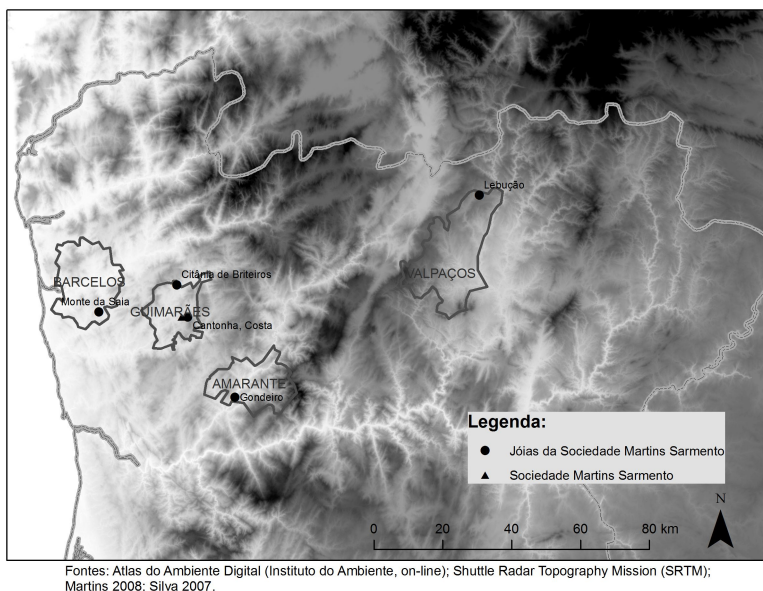 Lebução
VALPAÇOS
BARCELOS
Citânia de Briteiros
Monte da Saia
GUIMARÃES
Cantonha, Costa
AMARANTE
Gondeiro
Legenda:
Jóias da Sociedade Martins Sarmento
Sociedade Martins Sarmento
N
0 20 40 60 80 km
Fontes: Atlas do Ambiente Digital (Instituto do Ambiente, on-line); Shuttle Radar Topography Mission (SRTM);
Martins 2008; Silva 2007.